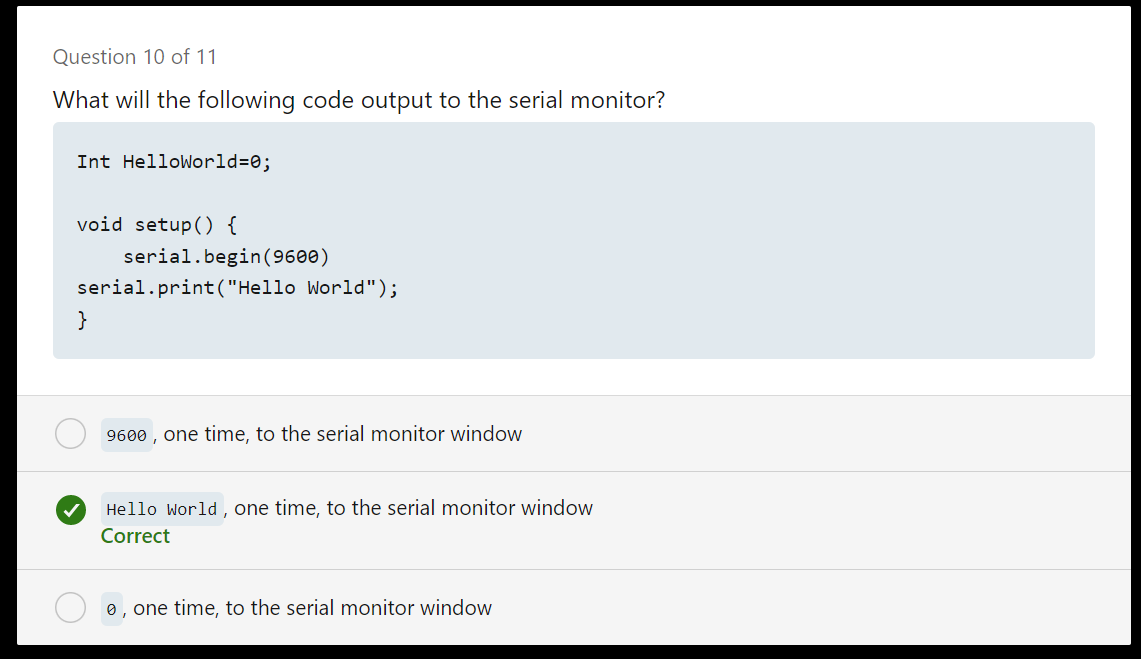 Question 10 of 11
What will the following code output to the serial monitor?
Int HelloWorld=0;
void setup() {
serial.begin(9600)
serial.print("Hello World");
}
9600, one time, to the serial monitor window
Hello World, one time, to the serial monitor window
Correct
0, one time, to the serial monitor window